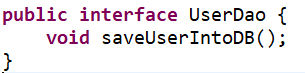 public interface UserDao {
    void saveUserIntoDB();
}